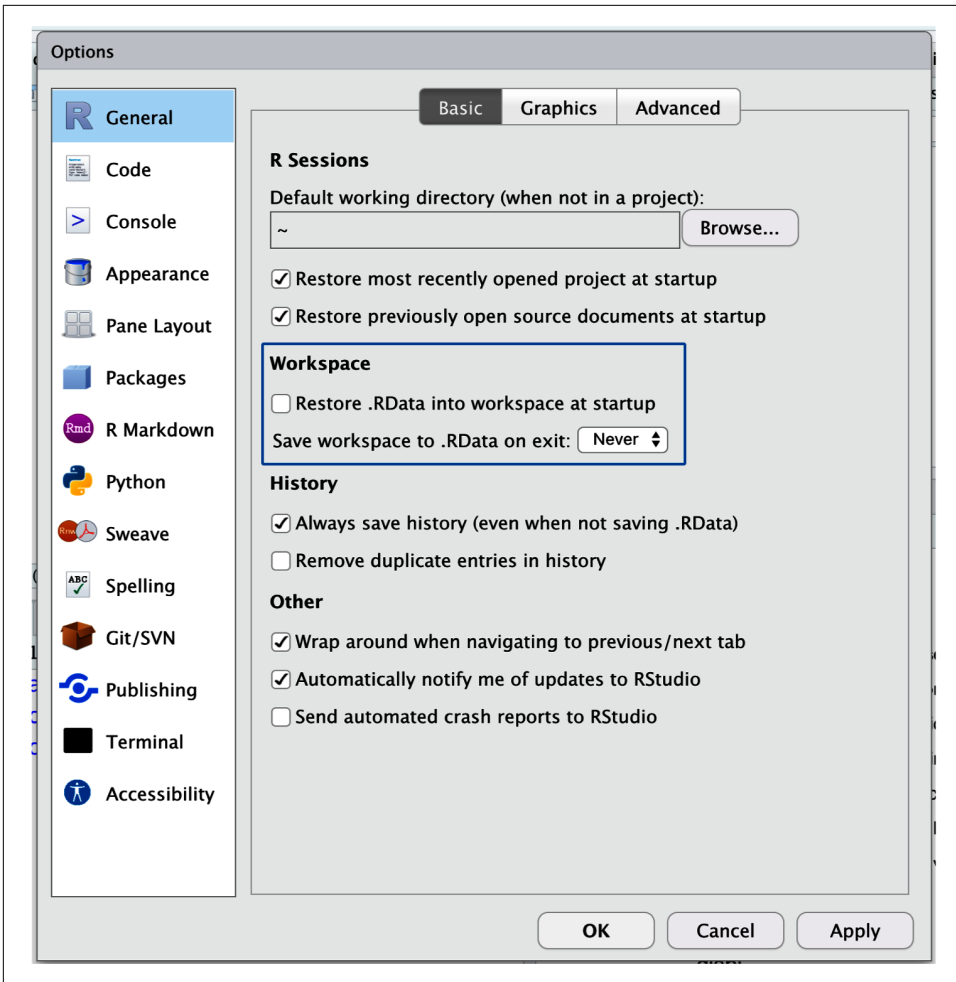 Options
General
Code
Console
Appearance
Pane Layout
Packages
Rmd R Markdown
Python
Rnw Sweave
ABC Spelling
Git/SVN
Publishing
Terminal
Accessibility
Basic Graphics Advanced
R Sessions
Default working directory (when not in a project):
~ Browse...
Restore most recently opened project at startup
Restore previously open source documents at startup
Workspace
Restore .RData into workspace at startup
Save workspace to .RData on exit: Never
History
Always save history (even when not saving .RData)
Remove duplicate entries in history
Other
Wrap around when navigating to previous/next tab
Automatically notify me of updates to RStudio
Send automated crash reports to RStudio
OK Cancel Apply